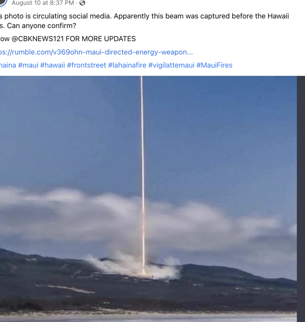 August 10 at 8:37 PM ·
s photo is circulating social media. Apparently this beam was captured before the Hawaii
s. Can anyone confirm?
ow @CBKNEWS121 FOR MORE UPDATES
ps://rumble.com/v369ohn-maui-directed-energy-weapon...
haina #maui #hawaii #frontstreet #lahainafire #vigilattemaui #MauiFires